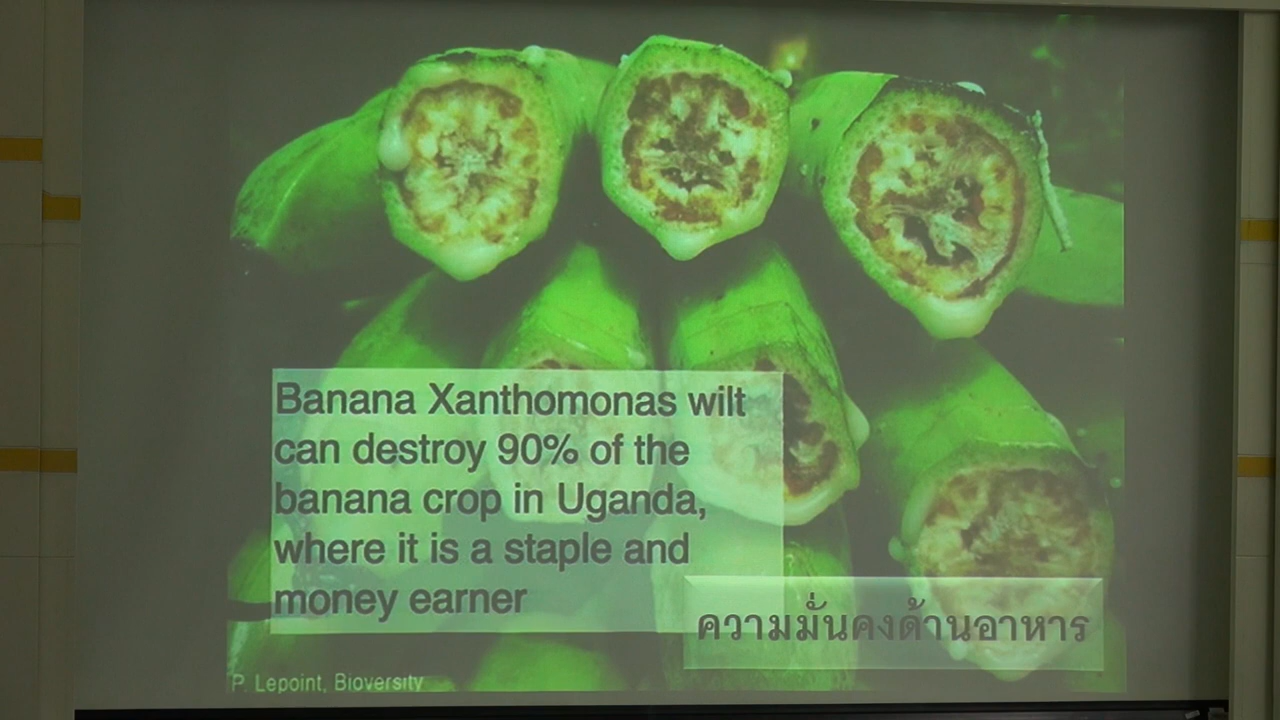 Banana Xanthomonas wilt
can destroy 90% of the
banana crop in Uganda,
where it is a staple and
money earner
ความมั่นคงด้านอาหาร
P. Lepoint, Bioversity